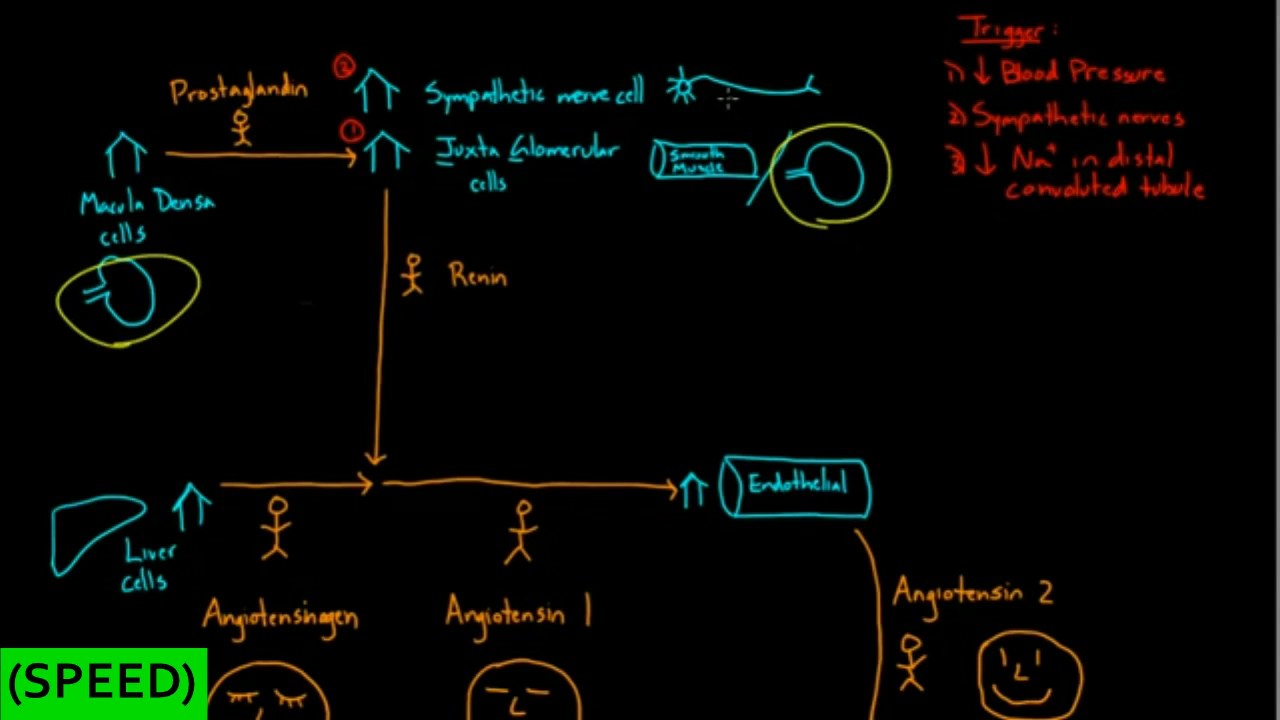 Trigger:
1) ↓ Blood Pressure
2) Sympathetic nerves
3) ↓ Na+ in distal
convoluted tubule
Prostaglandin
②
Sympathetic nerve cell
①
Juxta Glomerular
cells
Smooth
Muscle
Macula Densa
cells
Renin
Liver
cells
Endothelial
Angiotensinogen
Angiotensin 1
Angiotensin 2
(SPEED)